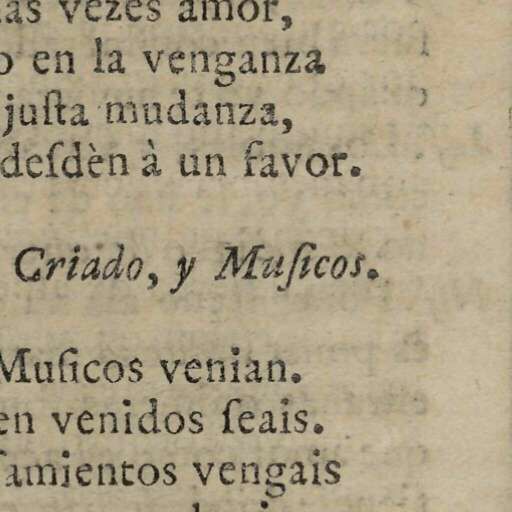 as vezes amor,
o en la venganza
juſta mudanza,
deſdèn à un favor.
Criado, y Muſicos.
Muſicos venian.
en venidos ſeais.
ſamientos vengais